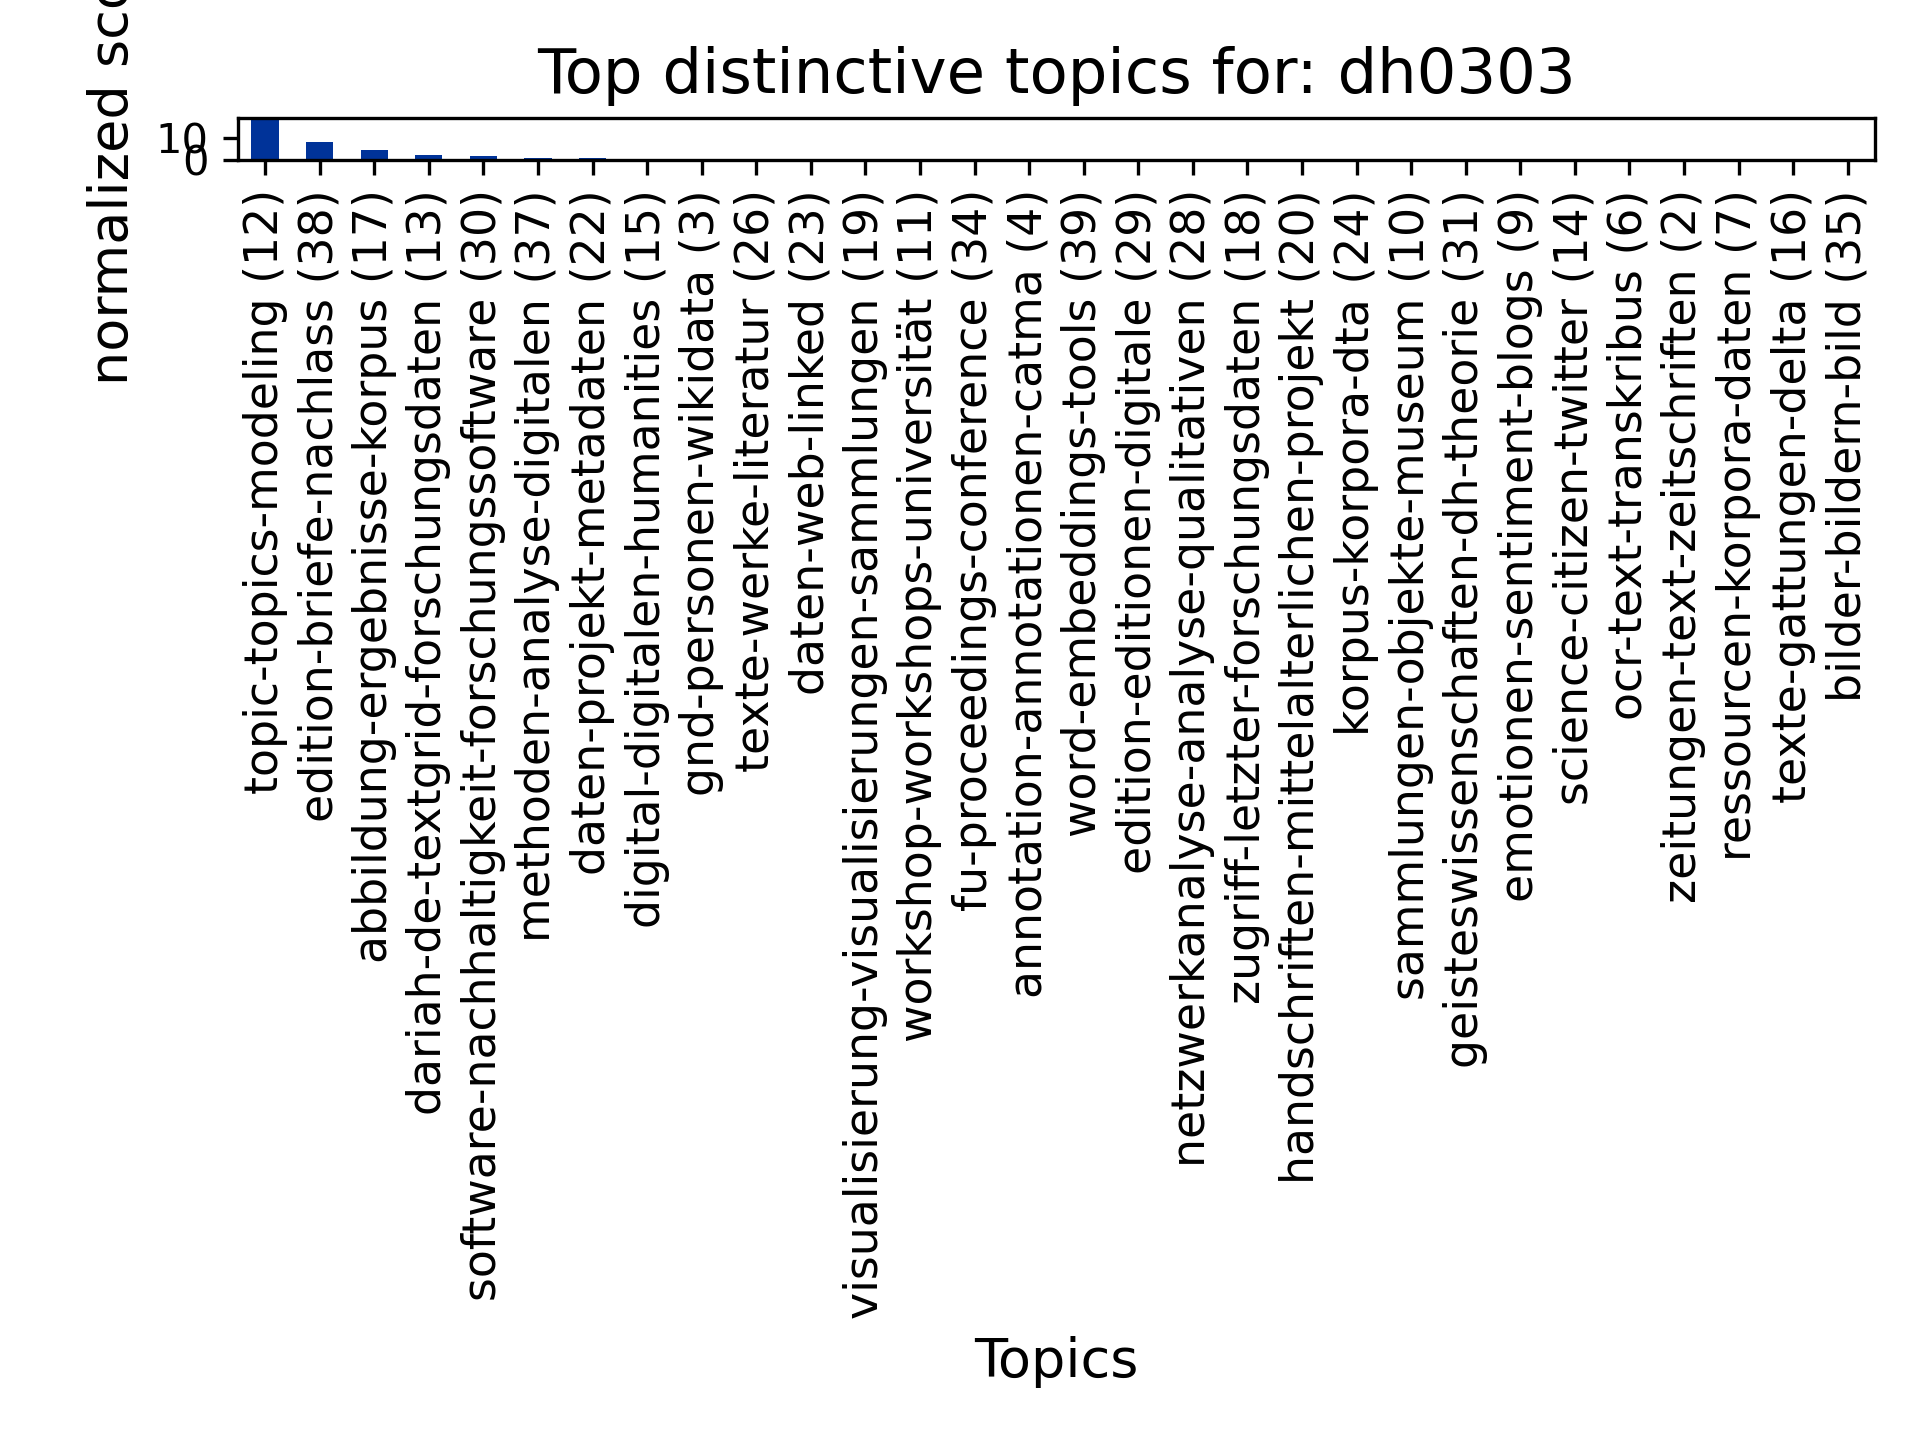 Top distinctive topics for: dh0303
normalized
10
0
topic-topics-modeling (12)
edition-briefe-nachlass (38)
abbildung-ergebnisse-korpus (17)
dariah-de-textgrid-forschungsdaten (13)
software-nachhaltigkeit-forschungssoftware (30)
methoden-analyse-digitalen (37)
daten-projekt-metadaten (22)
digital-digitalen-humanities (15)
gnd-personen-wikidata (3)
texte-werke-literatur (26)
daten-web-linked (23)
visualisierung-visualisierungen-sammlungen (19)
workshop-workshops-universität (11)
fu-proceedings-conference (34)
annotation-annotationen-catma (4)
word-embeddings-tools (39)
edition-editionen-digitale (29)
netzwerkanalyse-analyse-qualitativen (28)
zugriff-letzter-forschungsdaten (18)
handschriften-mittelalterlichen-projekt (20)
korpus-korpora-dta (24)
sammlungen-objekte-museum (10)
geisteswissenschaften-dh-theorie (31)
emotionen-sentiment-blogs (9)
science-citizen-twitter (14)
ocr-text-transkribus (6)
zeitungen-text-zeitschriften (2)
ressourcen-korpora-daten (7)
texte-gattungen-delta (16)
bilder-bildern-bild (35)
Topics